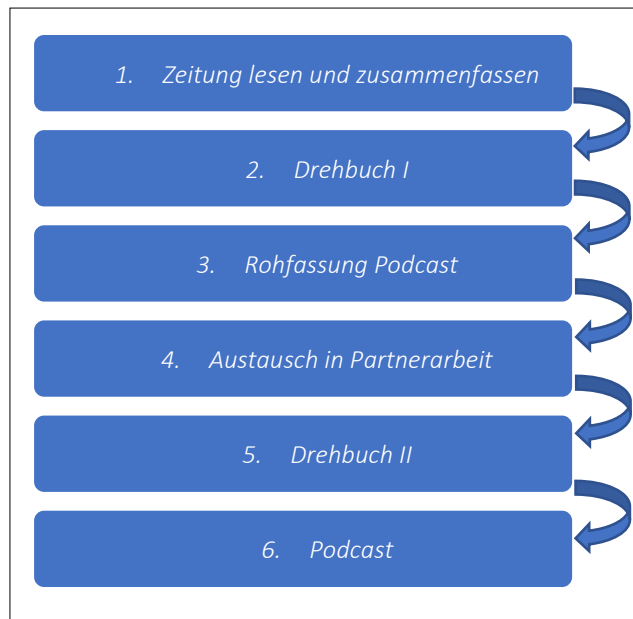 1. Zeitung lesen und zusammenfassen
2. Drehbuch I
3. Rohfassung Podcast
4. Austausch in Partnerarbeit
5. Drehbuch II
6. Podcast